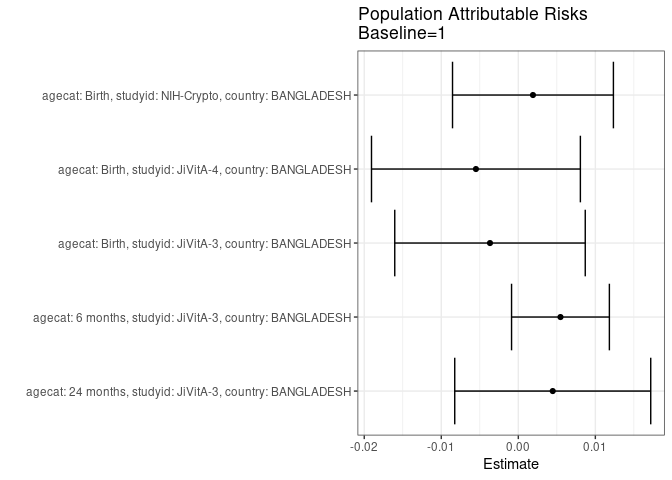 Population Attributable Risks
Baseline=1
agecat: Birth, studyid: NIH-Crypto, country: BANGLADESH
agecat: Birth, studyid: JiVitA-4, country: BANGLADESH
agecat: Birth, studyid: JiVitA-3, country: BANGLADESH
agecat: 6 months, studyid: JiVitA-3, country: BANGLADESH
agecat: 24 months, studyid: JiVitA-3, country: BANGLADESH
-0.02 -0.01 0.00 0.01
Estimate